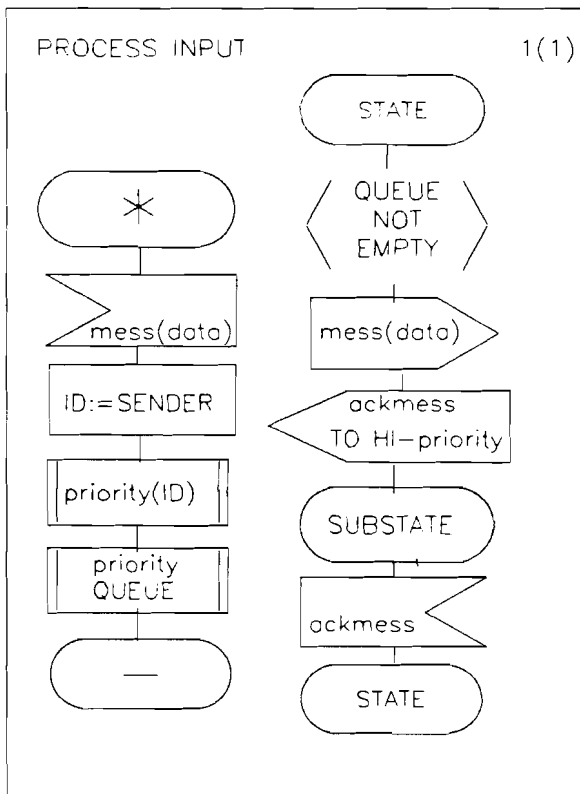 PROCESS INPUT 1(1)
*
mess(data)
ID:=SENDER
priority(ID)
priority
QUEUE
—
STATE
QUEUE
NOT
EMPTY
mess(data)
ackmess
TO HI-priority
SUBSTATE
ackmess
STATE